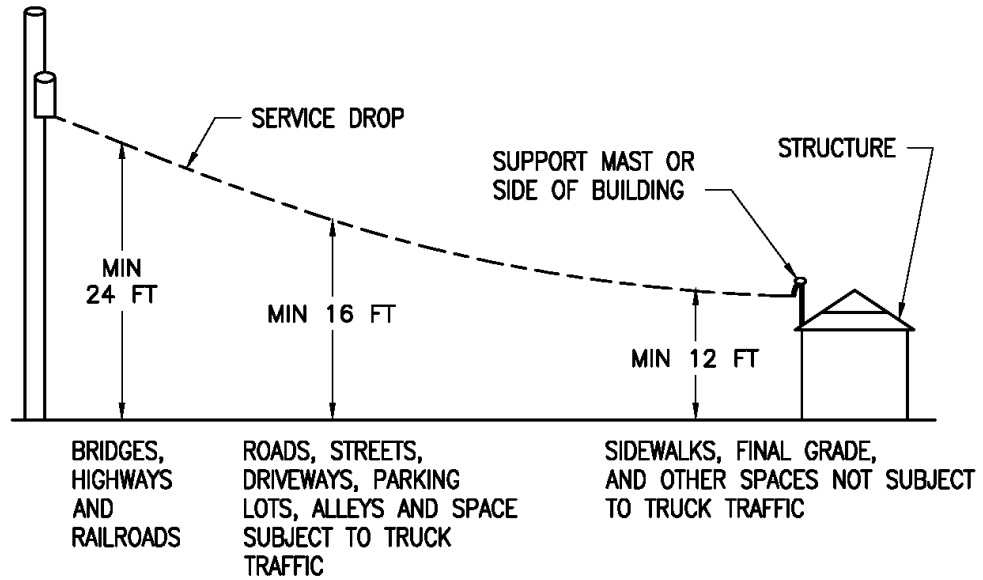 SERVICE DROP
SUPPORT MAST OR
SIDE OF BUILDING
STRUCTURE
MIN
24 FT
MIN 16 FT
MIN 12 FT
BRIDGES,
HIGHWAYS
AND
RAILROADS
ROADS, STREETS,
DRIVEWAYS, PARKING
LOTS, ALLEYS AND SPACE
SUBJECT TO TRUCK
TRAFFIC
SIDEWALKS, FINAL GRADE,
AND OTHER SPACES NOT SUBJECT
TO TRUCK TRAFFIC